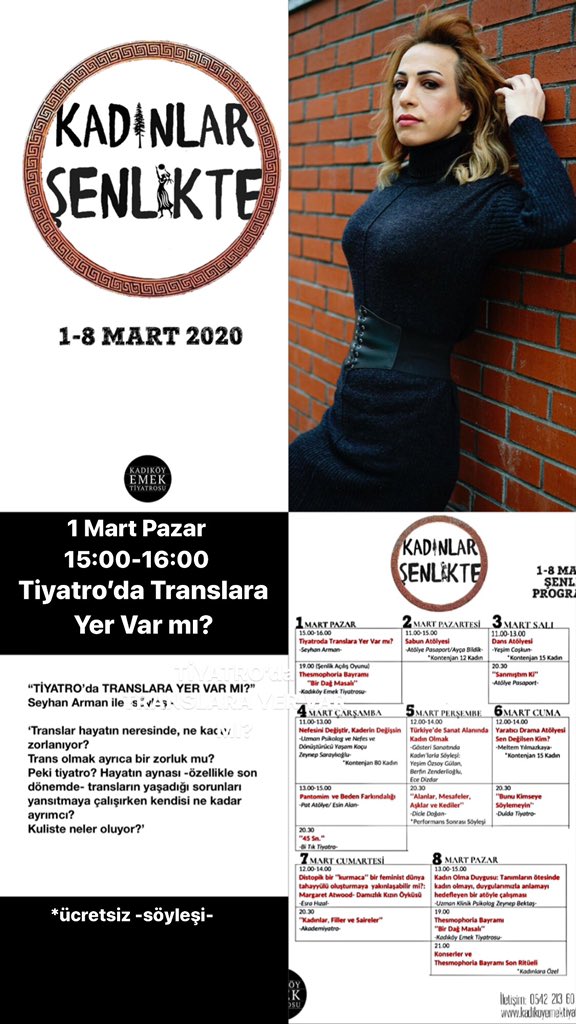 KADINLAR
ŞENLİKTE
1-8 MART 2020
KADIKÖY
EMEK
TİYATROSU
1 Mart Pazar
15:00-16:00
Tiyatro’da Translara
Yer Var mı?
“TİYATRO’da TRANSLARA YER VAR MI?”
Seyhan Arman ile
‘Translar hayatın neresinde, ne kadar
zorlanıyor?
Trans olmak ayrıca bir zorluk mu?
Peki tiyatro? Hayatın aynası -özellikle son
dönemde- transların yaşadığı sorunları
yansıtmaya çalışırken kendisi ne kadar
ayrımcı?
Kuliste neler oluyor?’
*ücretsiz -söyleşi-
KADINLAR
ŞENLİKTE
1-8 MA
ŞENL
PROGRA
1 MART PAZAR
15.00-16.00
Tiyatroda Translara Yer Var Mı?
-Seyhan Arman-
19.00 (Şenlik Açılış Oyunu)
Thesmophoria Bayramı
"Bir Dağ Masalı"
-Kadıköy Emek Tiyatrosu-
2 MART PAZARTESİ
11.00-15.00
Sabun Atölyesi
-Atölye Pasaport/Ayça Bildik-
*Kontenjan 12 Kadın
3 MART SALI
11.00-13.00
Dans Atölyesi
-Yeşim Coşkun-
*Kontenjan 15 Kadın
20.30
"Sanmıştım Ki"
-Atölye Pasaport-
4 MART ÇARŞAMBA
11.00-13.00
Nefesini Değiştir, Kaderin Değişsin
-Uzman Psikolog ve Nefes ve
Dönüştürücü Yaşam Koçu
Zeynep Sarayboğlu-
*Kontenjan 80 Kadın
13.00-15.00
Pantomim ve Beden Farkındalığı
-Pat Atölye/ Esin Alan-
20.30
"45 Sn."
-Bi Tık Tiyatro-
5 MART PERŞEMBE
12.00-14.00
Türkiye'de Sanat Alanında
Kadın Olmak
-Gösteri Sanatında
Kadın'larla Söyleşi:
Yeşim Özsoy Gülan,
Berfin Zenderlioğlu,
Ece Dizdar
20.30
"Alanlar, Mesafeler,
Aşklar ve Kediler"
-Dicle Doğan-
*Performans Sonrası Söyleşi
6 MART CUMA
12.00-14.00
Yaratıcı Drama Atölyesi
Sen Değilsen Kim?
-Meltem Yılmazkaya-
*Kontenjan 15 Kadın
20.30
"Bunu Kimseye
Söylemeyin"
-Dulda Tiyatro-
7 MART CUMARTESİ
12.00-14.00
Distopik bir "kurmaca" bir feminist dünya
tahayyülü oluşturmaya yakınlaşabilir mi?:
Margaret Atwood- Damızlık Kızın Öyküsü
-Esra Hızal-
20.30
"Kadınlar, Filler ve Saireler"
-Akademiyatro-
8 MART PAZAR
13.00-15.00
Kadın Olma Duygusu: Tanımların ötesinde
kadın olmayı, duygularımızla anlamayı
hedefleyen bir atölye çalışması
-Uzman Klinik Psikolog Zeynep Bektaş-
19.00
Thesmophoria Bayramı
"Bir Dağ Masalı"
-Kadıköy Emek Tiyatrosu-
21.00
Konserler ve
Thesmophoria Bayramı Son Ritüeli
*Kadınlara Özel
İletişim: 0542 213 60
www.kadikoyemektiyat